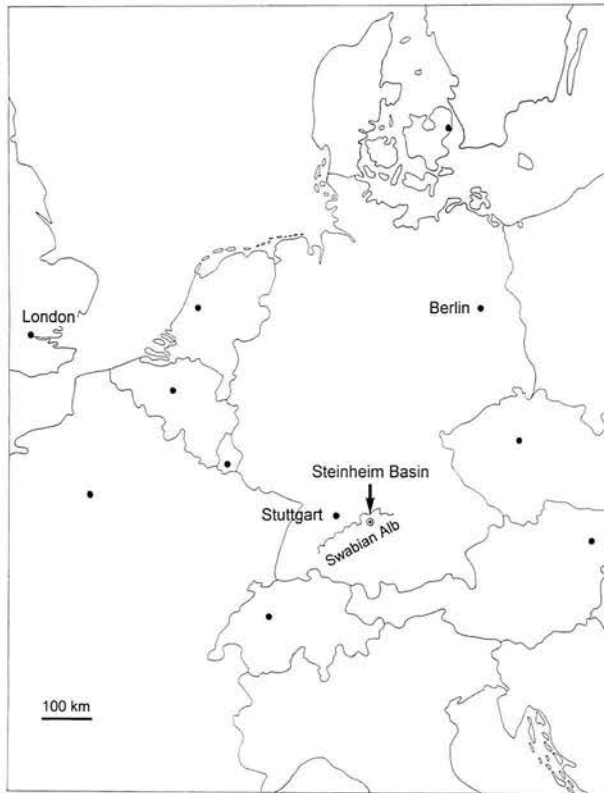 London
Berlin
Steinheim Basin
Stuttgart
Swabian Alb
100 km